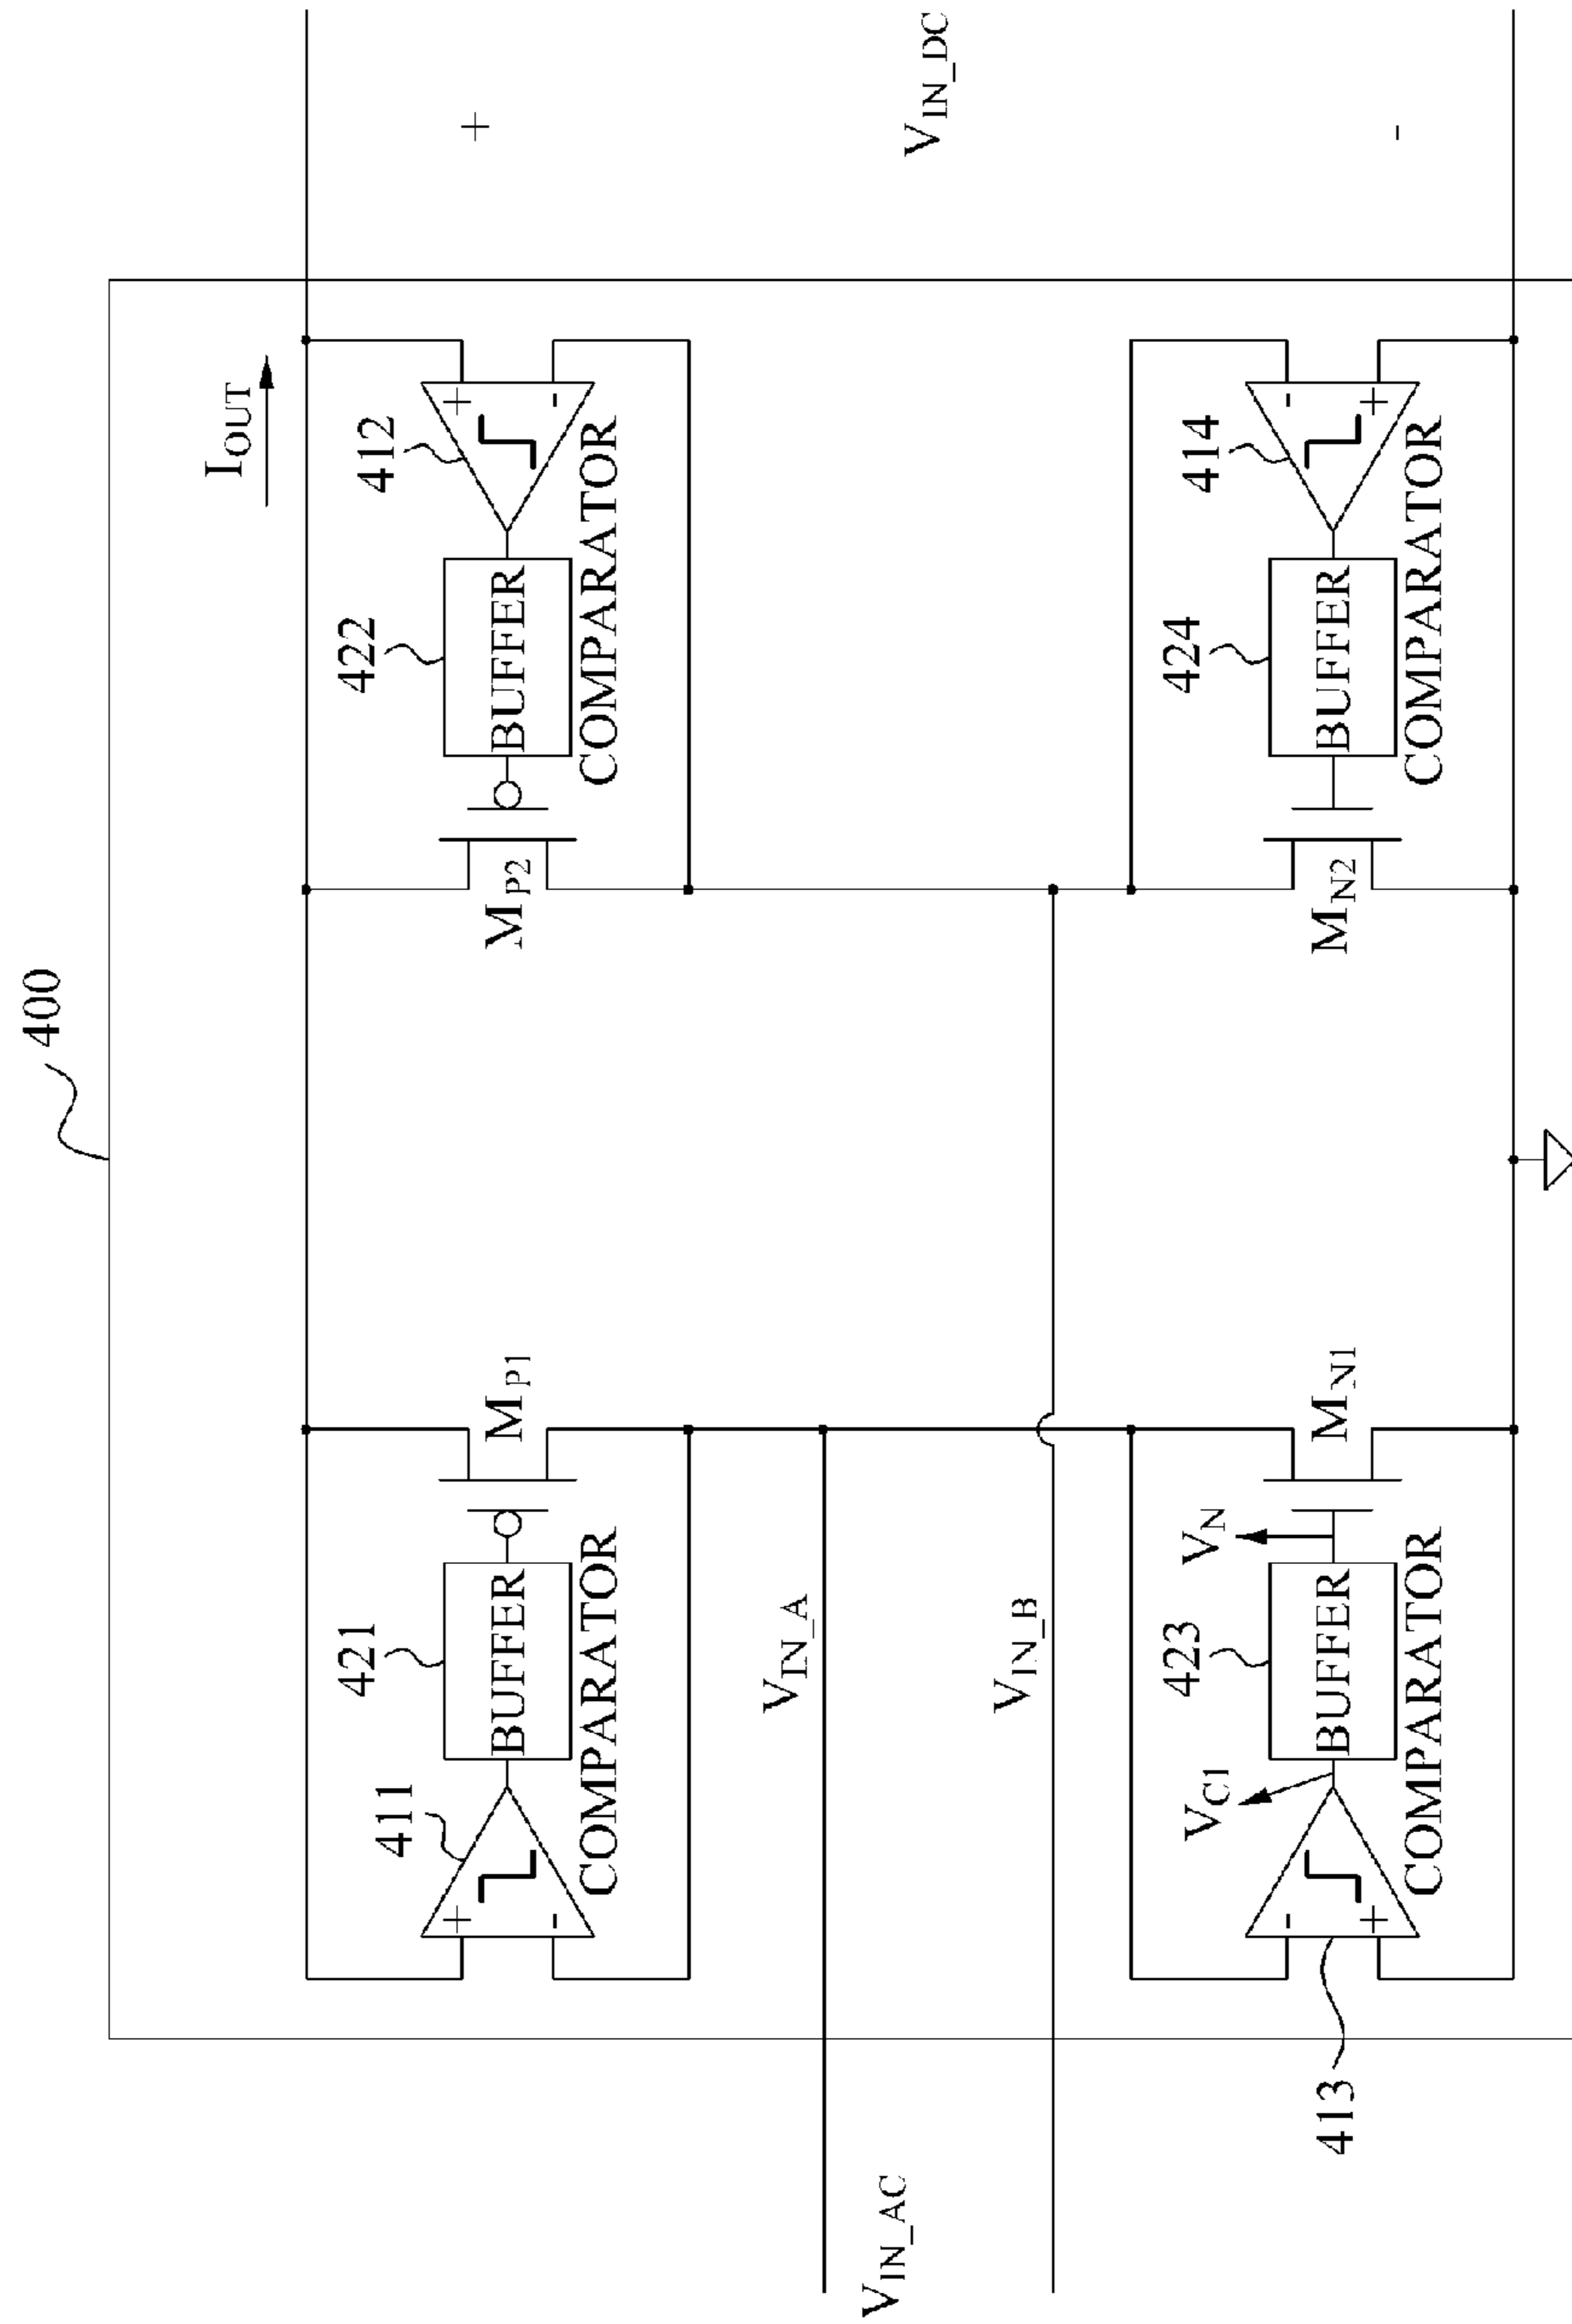 400
I_OUT
421
422
411
412
+
-
+
-
+
BUFFER
M_P1
M_P2
BUFFER
COMPARATOR
COMPARATOR
V_IN_A
V_IN_AC
V_IN_DC
V_IN_B
V_C1
423
V_N
424
414
-
+
-
+
-
BUFFER
M_N1
M_N2
BUFFER
413
COMPARATOR
COMPARATOR